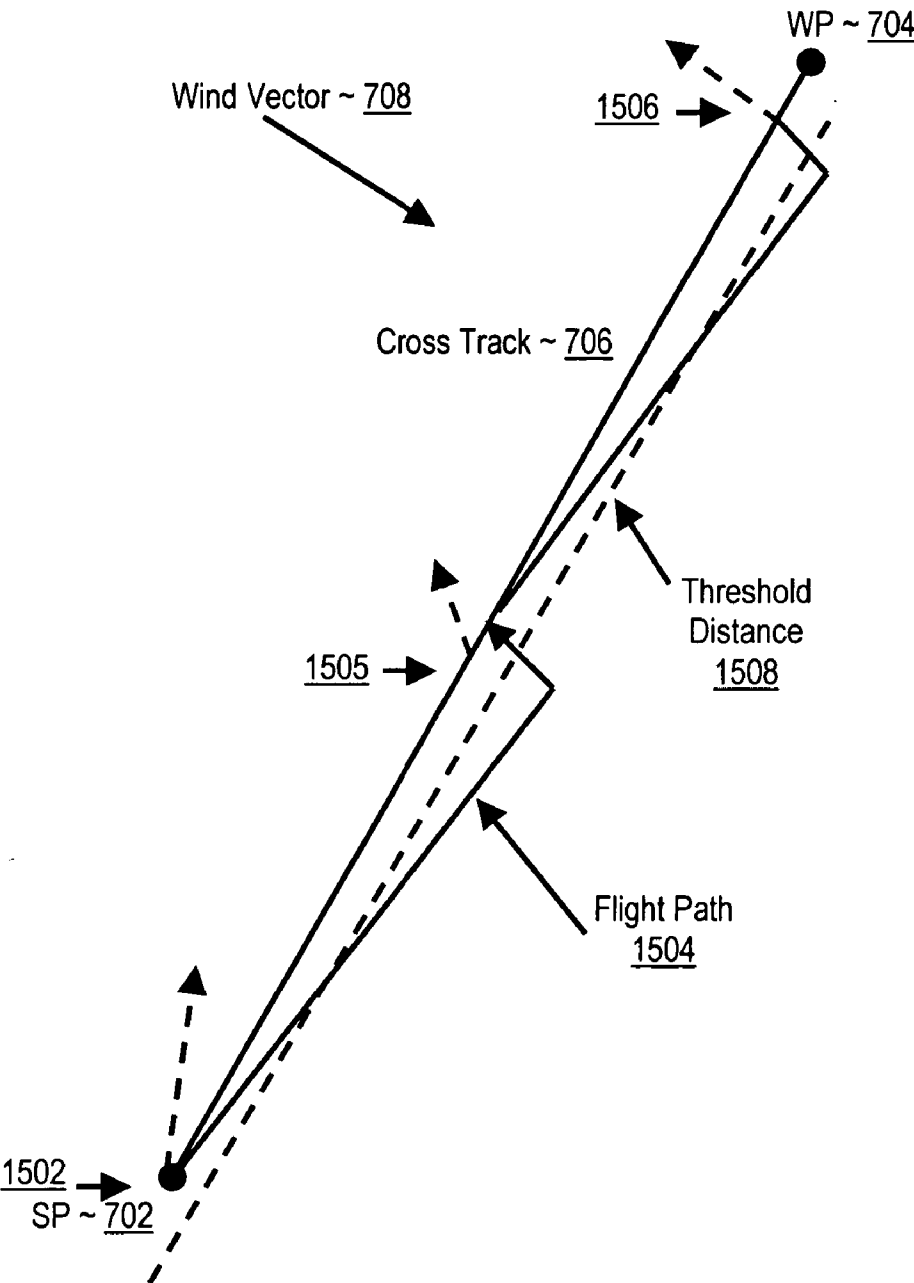 WP ~ 704
Wind Vector ~ 708
1506
Cross Track ~ 706
Threshold
Distance
1508
1505
Flight Path
1504
1502
SP ~ 702